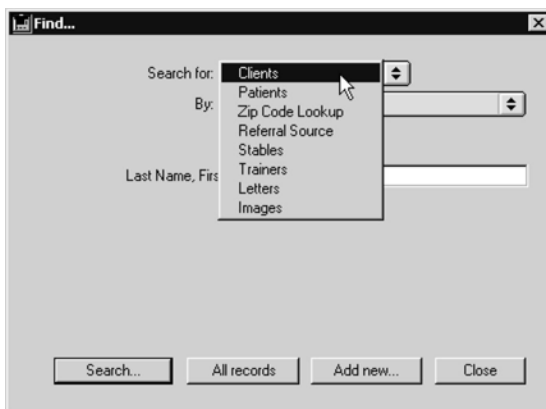 Find...
Search for: Clients
Patients
By: Zip Code Lookup
Referral Source
Stables
Last Name, Firs Trainers
Letters
Images
Search... All records Add new... Close